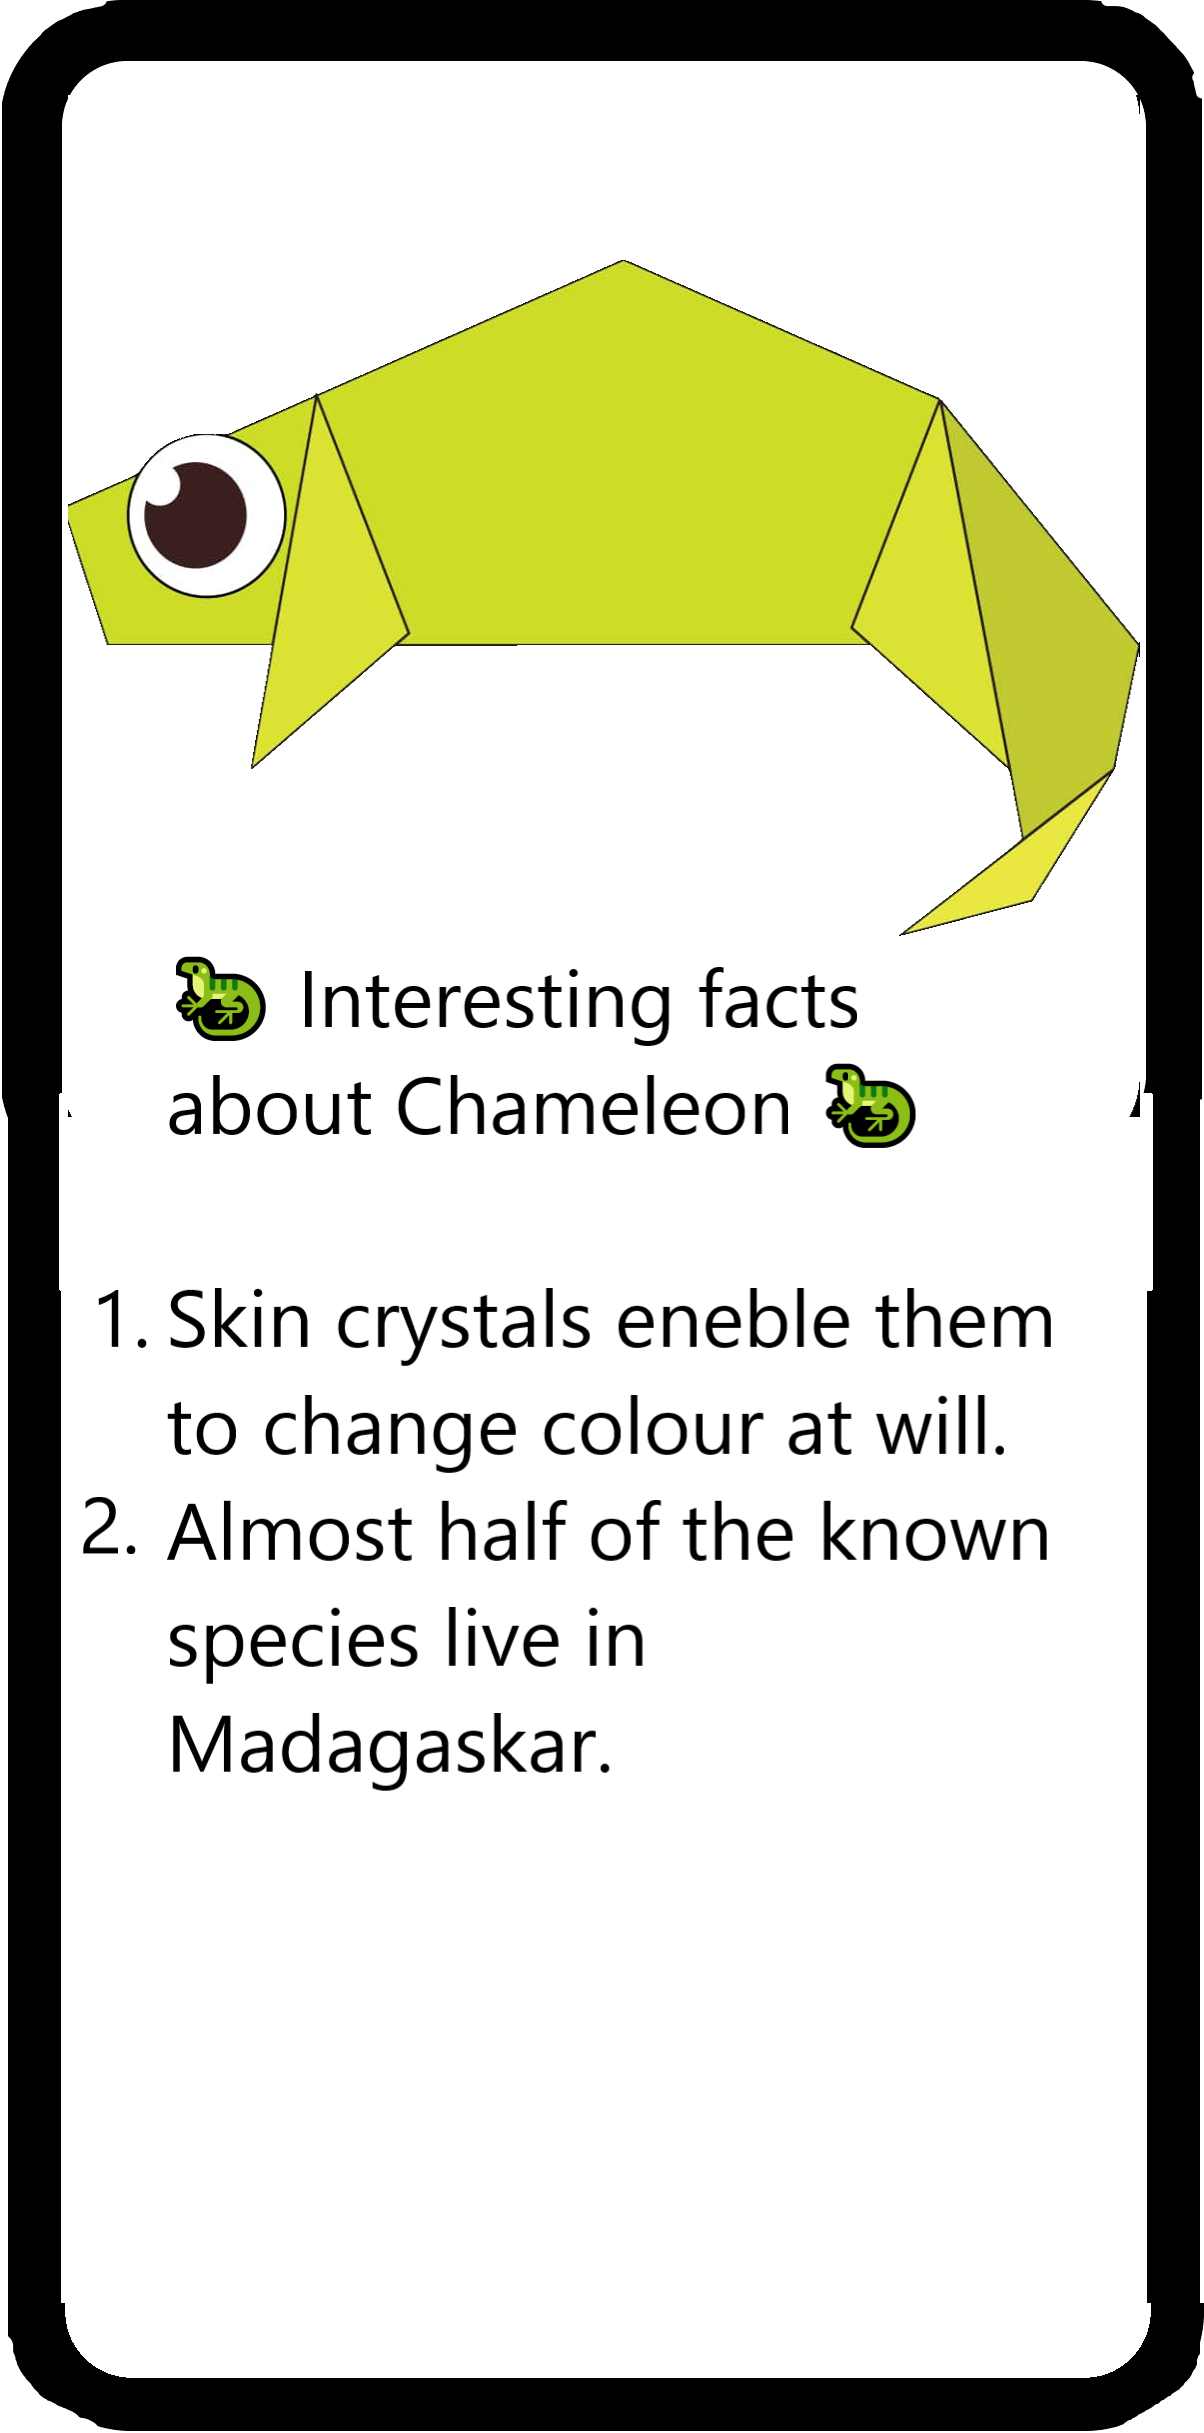 🦎 Interesting facts
about Chameleon 🦎
1. Skin crystals eneble them
to change colour at will.
2. Almost half of the known
species live in
Madagaskar.